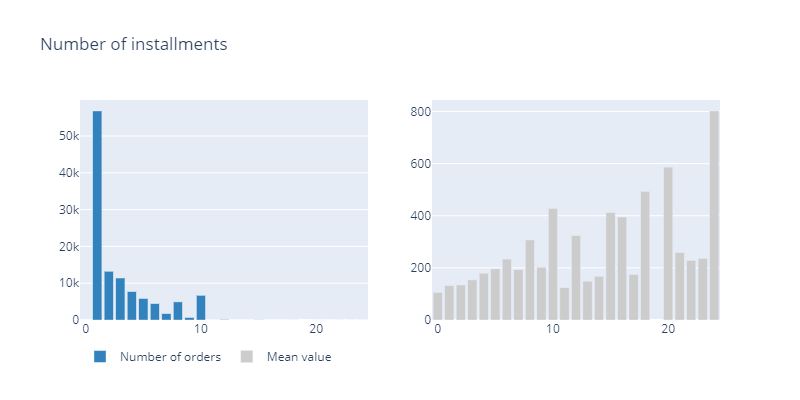 Number of installments
50k
40k
30k
20k
10k
0
0 10 20
800
600
400
200
0
0 10 20
Number of orders Mean value